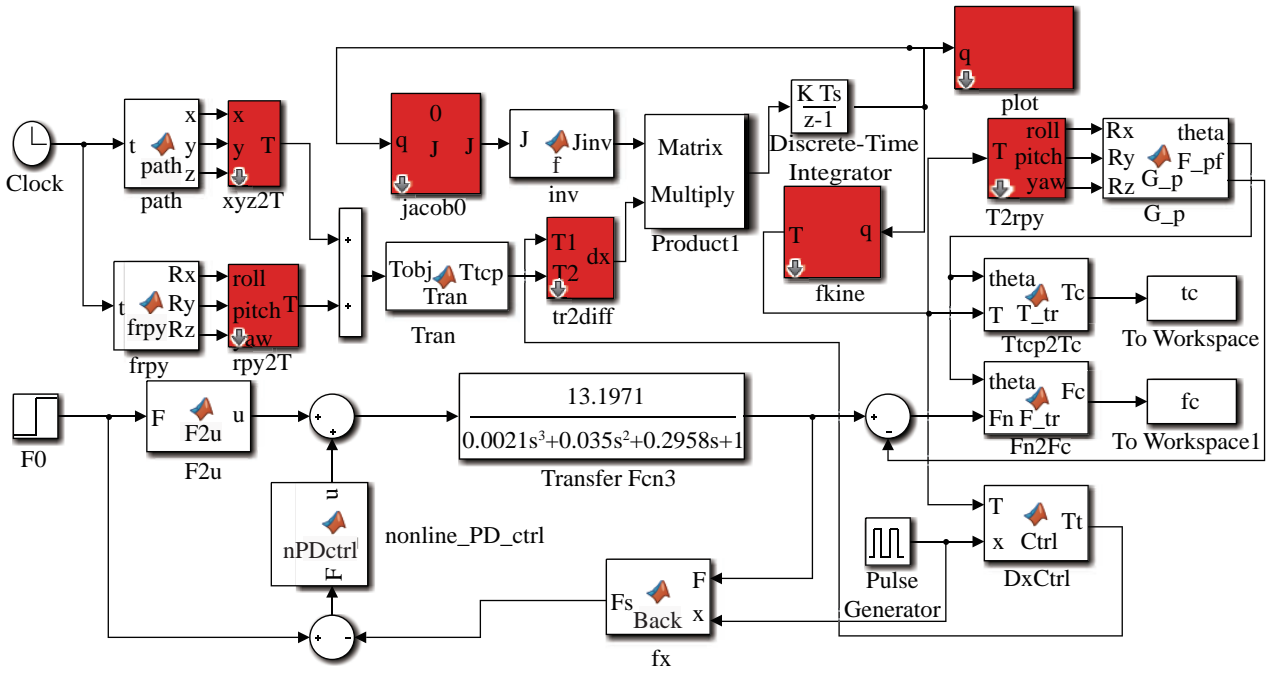 Clock
t
path
x
y
z
path
x
y
z
T
xyz2T
t
frpy
Rx
Ry
Rz
frpy
roll
pitch
yaw
T
rpy2T
+
+
q
0
J
J
jacob0
J
f
Jinv
inv
Matrix
Multiply
Product1
K Ts
z-1
Discrete-Time
Integrator
q
plot
Tobj
Tran
Ttcp
Tran
T1
T2
dx
tr2diff
T
q
fkine
T
roll
pitch
yaw
T2rpy
Rx
Ry
Rz
G_p
theta
F_pf
G_p
theta
T
T_tr
Tc
Ttcp2Tc
tc
To Workspace
theta
Fn
F_tr
Fc
Fn2Fc
fc
To Workspace1
F0
F
F2u
u
F2u
+
+
13.1971
0.0021s³+0.035s²+0.2958s+1
Transfer Fcn3
+
-
u
nPDctrl
F
nonline_PD_ctrl
+
-
Fs
Back
F
x
fx
Pulse
Generator
T
x
Ctrl
Tt
DxCtrl